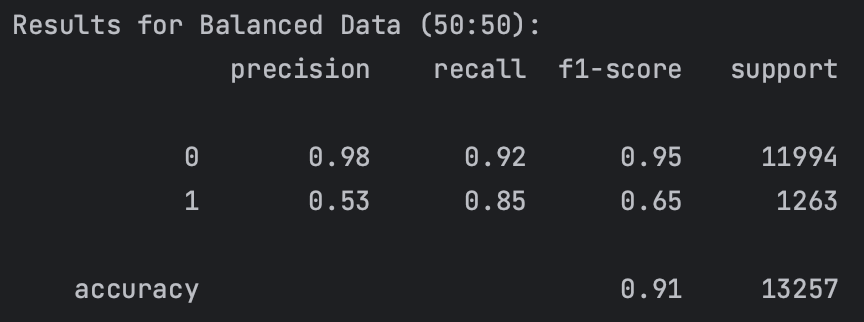 Results for Balanced Data (50:50):
precision recall f1-score support
0 0.98 0.92 0.95 11994
1 0.53 0.85 0.65 1263
accuracy 0.91 13257